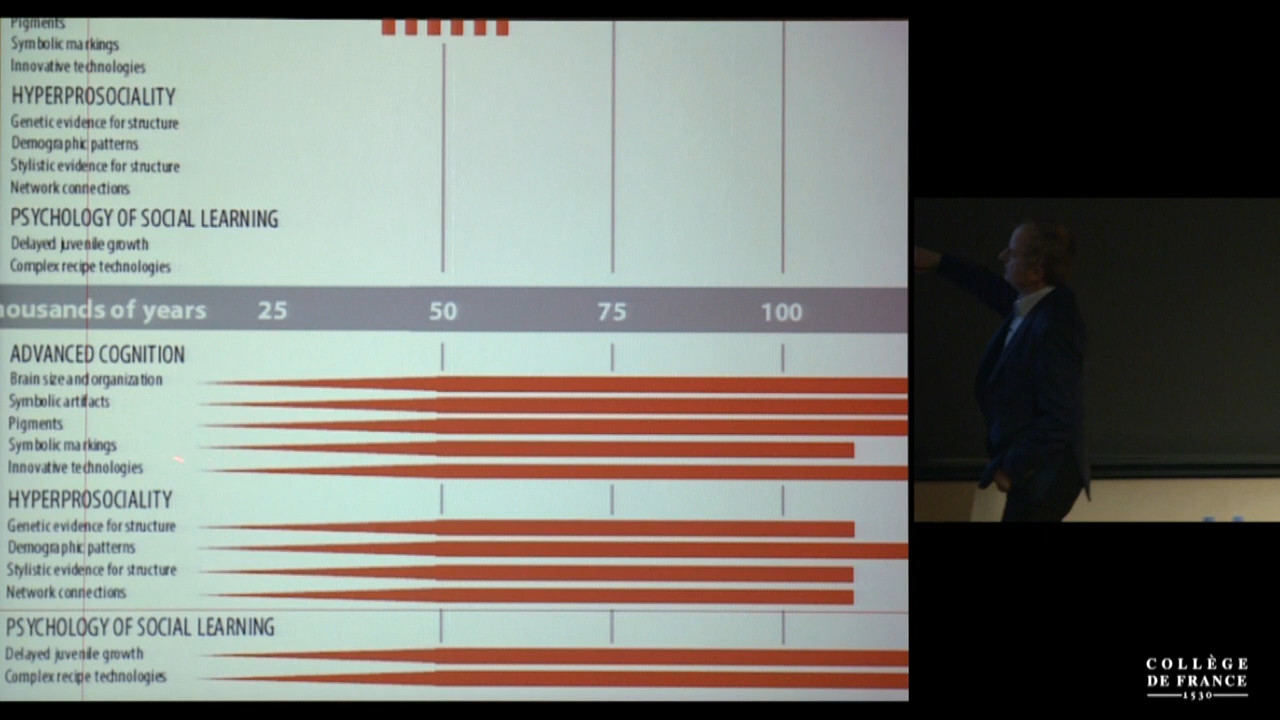 Pigments
Symbolic markings
Innovative technologies
HYPERPROSOCIALITY
Genetic evidence for structure
Demographic patterns
Stylistic evidence for structure
Network connections
PSYCHOLOGY OF SOCIAL LEARNING
Delayed juvenile growth
Complex recipe technologies
housands of years 25 50 75 100
ADVANCED COGNITION
Brain size and organization
Symbolic artifacts
Pigments
Symbolic markings
Innovative technologies
HYPERPROSOCIALITY
Genetic evidence for structure
Demographic patterns
Stylistic evidence for structure
Network connections
PSYCHOLOGY OF SOCIAL LEARNING
Delayed juvenile growth
Complex recipe technologies
COLLÈGE
DE FRANCE
1530